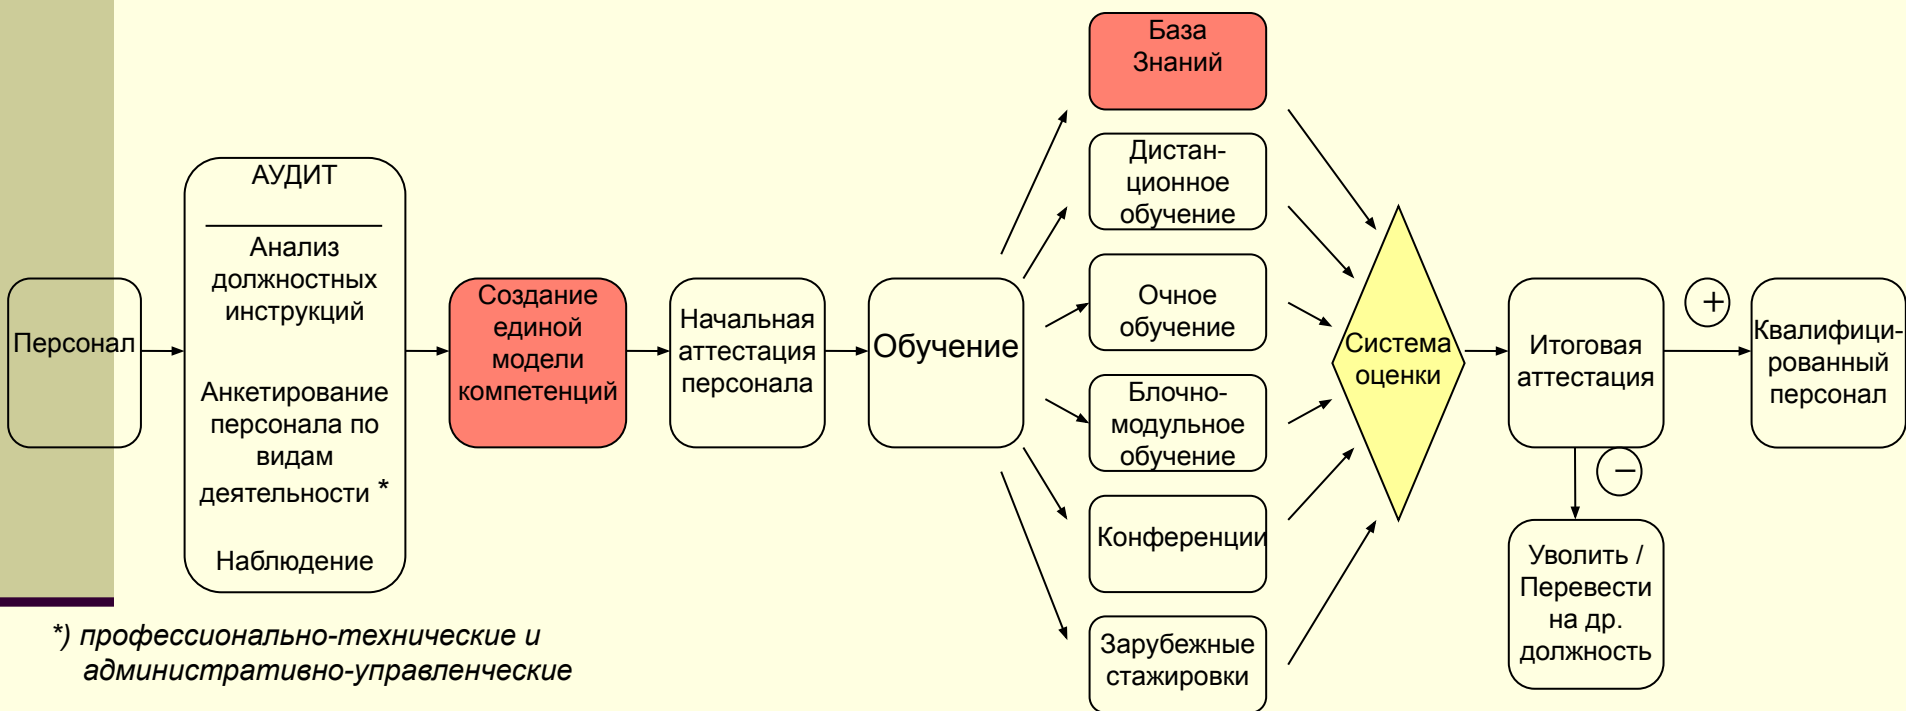 Персонал
АУДИТ
Анализ
должностных
инструкций
Анкетирование
персонала по
видам
деятельности *
Наблюдение
Создание
единой
модели
компетенций
Начальная
аттестация
персонала
Обучение
База
Знаний
Дистан-
ционное
обучение
Очное
обучение
Блочно-
модульное
обучение
Конференции
Зарубежные
стажировки
Система
оценки
Итоговая
аттестация
+
Квалифици-
рованный
персонал
−
Уволить /
Перевести
на др.
должность
*) профессионально-технические и
административно-управленческие